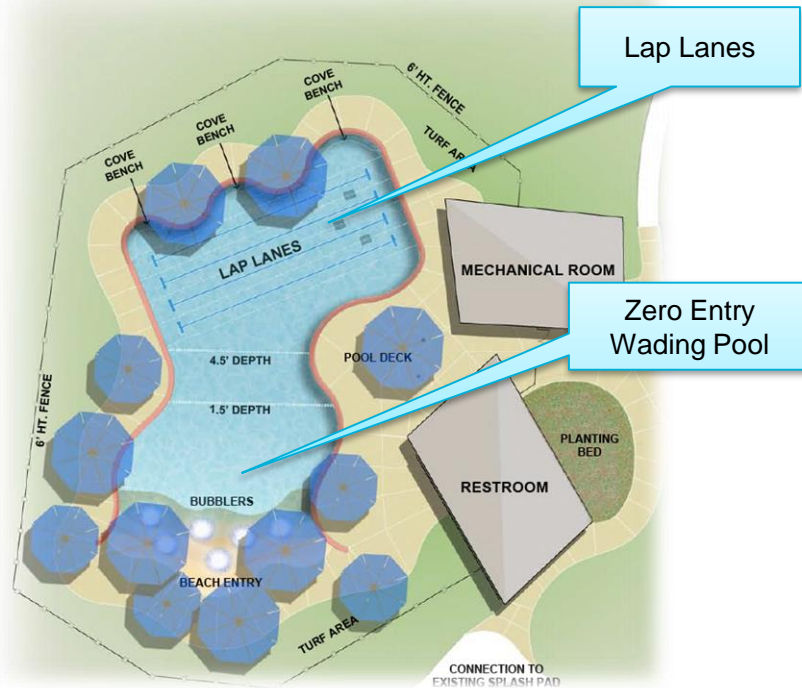 Lap Lanes
6' HT. FENCE
COVE
BENCH
COVE
BENCH
COVE
BENCH
TURF AREA
LAP LANES
MECHANICAL ROOM
Zero Entry
Wading Pool
4.5' DEPTH
POOL DECK
1.5' DEPTH
6' HT. FENCE
PLANTING
BED
RESTROOM
BUBBLERS
BEACH ENTRY
TURF AREA
CONNECTION TO
EXISTING SPLASH PAD